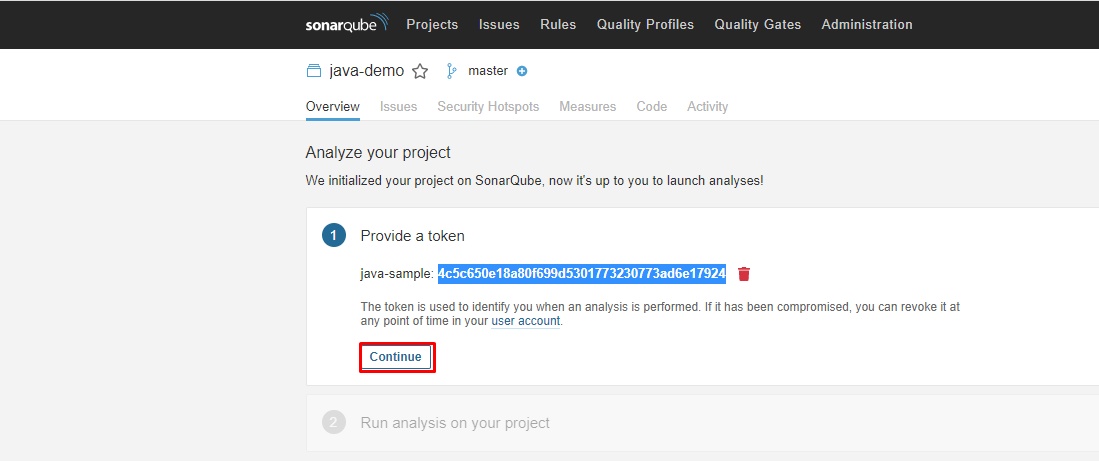 sonarqube Projects Issues Rules Quality Profiles Quality Gates Administration
java-demo master
Overview Issues Security Hotspots Measures Code Activity
Analyze your project
We initialized your project on SonarQube, now it's up to you to launch analyses!
1 Provide a token
java-sample: 4c5c650e18a80f699d5301773230773ad6e17924
The token is used to identify you when an analysis is performed. If it has been compromised, you can revoke it at
any point of time in your user account.
Continue
2 Run analysis on your project